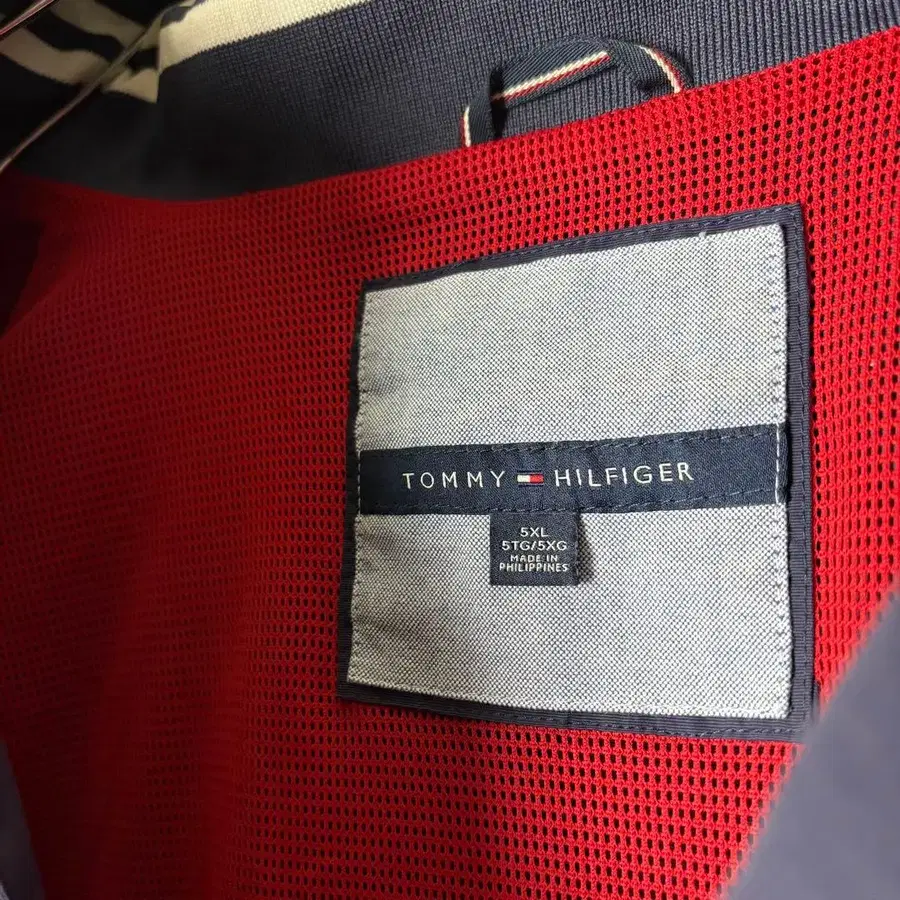 TOMMY HILFIGER
5XL
5TG/5XG
MADE IN
PHILIPPINES